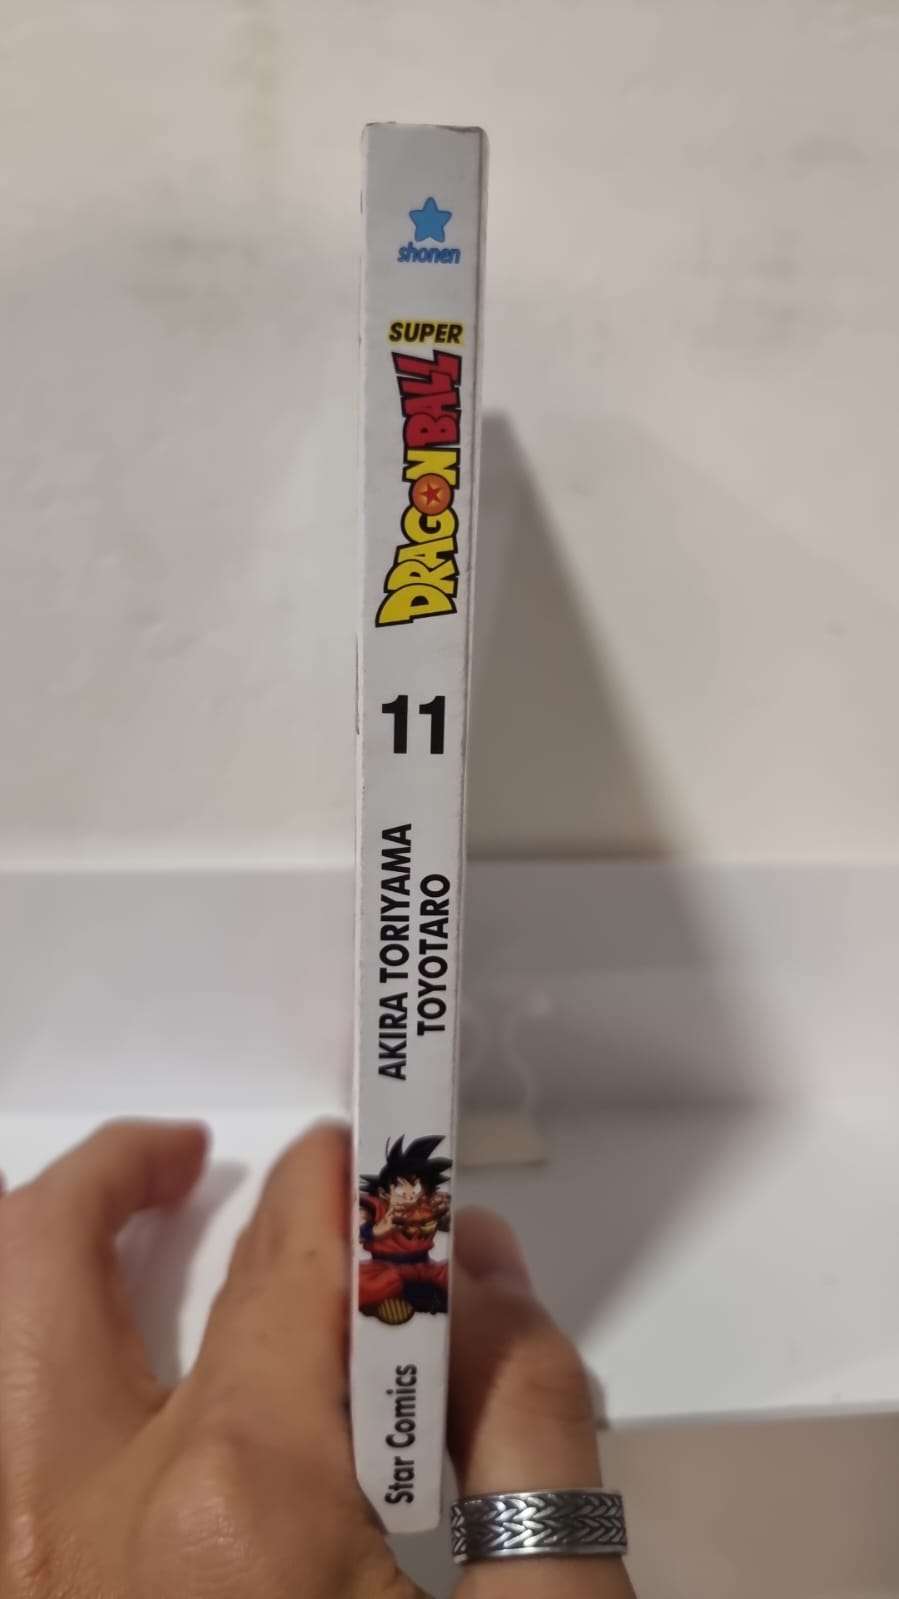 shonen
SUPER
DRAGON BALL
11
AKIRA TORIYAMA
TOYOTARO
Star Comics